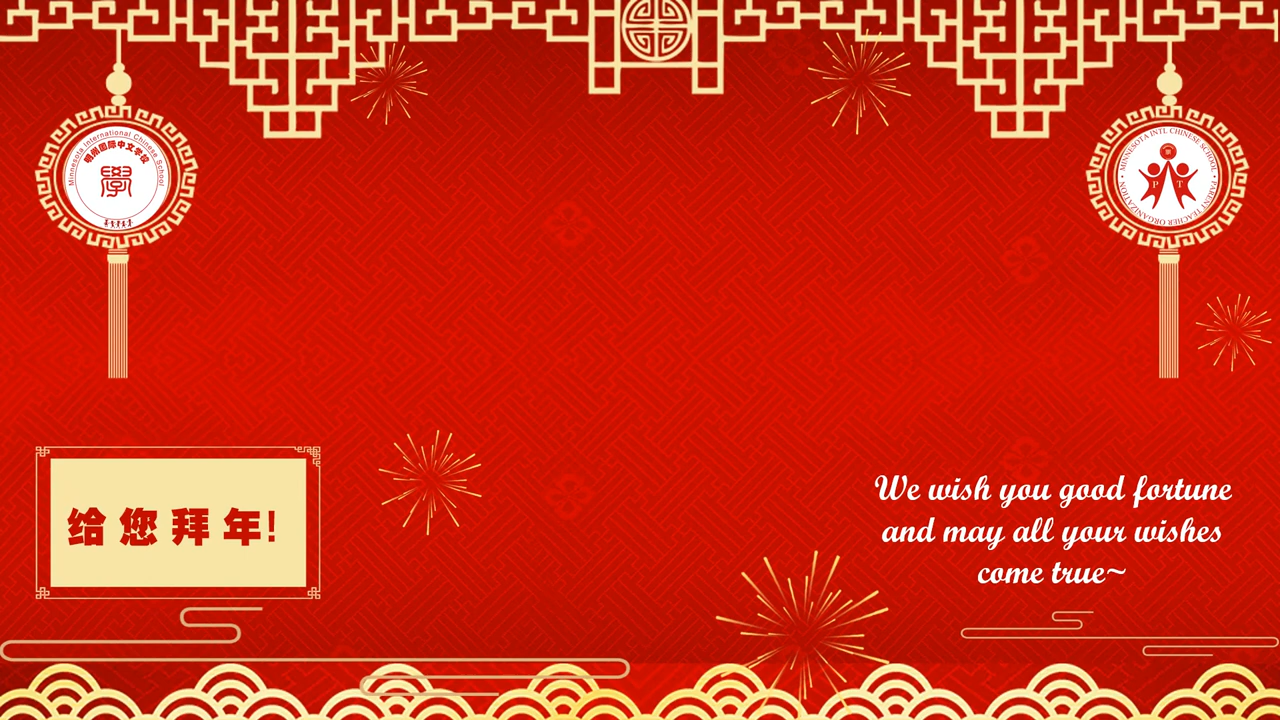 Minnesota International Chinese School
明州国际中文学校
學
MINNESOTA INTL CHINESE SCHOOL • PARENT TEACHER ORGANIZATION •
P T
给您拜年!
We wish you good fortune
and may all your wishes
come true~